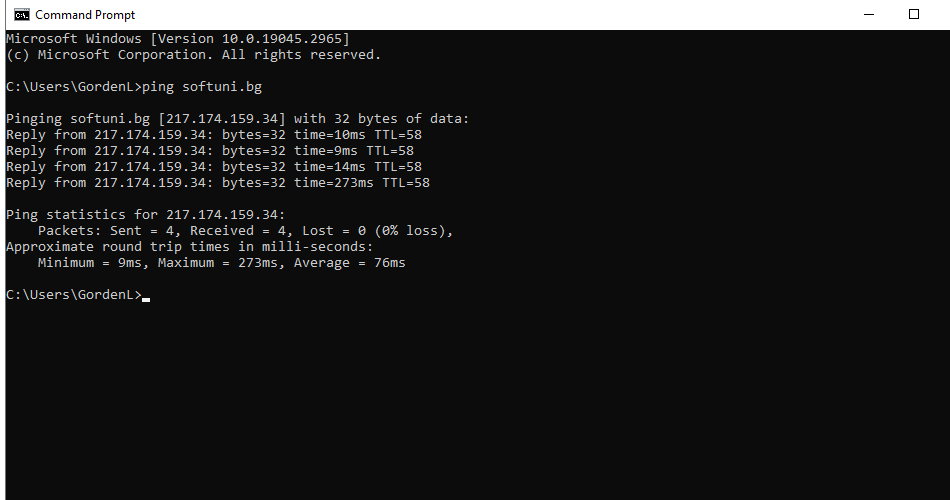 Command Prompt
Microsoft Windows [Version 10.0.19045.2965]
(c) Microsoft Corporation. All rights reserved.
C:\Users\GordenL>ping softuni.bg
Pinging softuni.bg [217.174.159.34] with 32 bytes of data:
Reply from 217.174.159.34: bytes=32 time=10ms TTL=58
Reply from 217.174.159.34: bytes=32 time=9ms TTL=58
Reply from 217.174.159.34: bytes=32 time=14ms TTL=58
Reply from 217.174.159.34: bytes=32 time=273ms TTL=58
Ping statistics for 217.174.159.34:
    Packets: Sent = 4, Received = 4, Lost = 0 (0% loss),
Approximate round trip times in milli-seconds:
    Minimum = 9ms, Maximum = 273ms, Average = 76ms
C:\Users\GordenL>